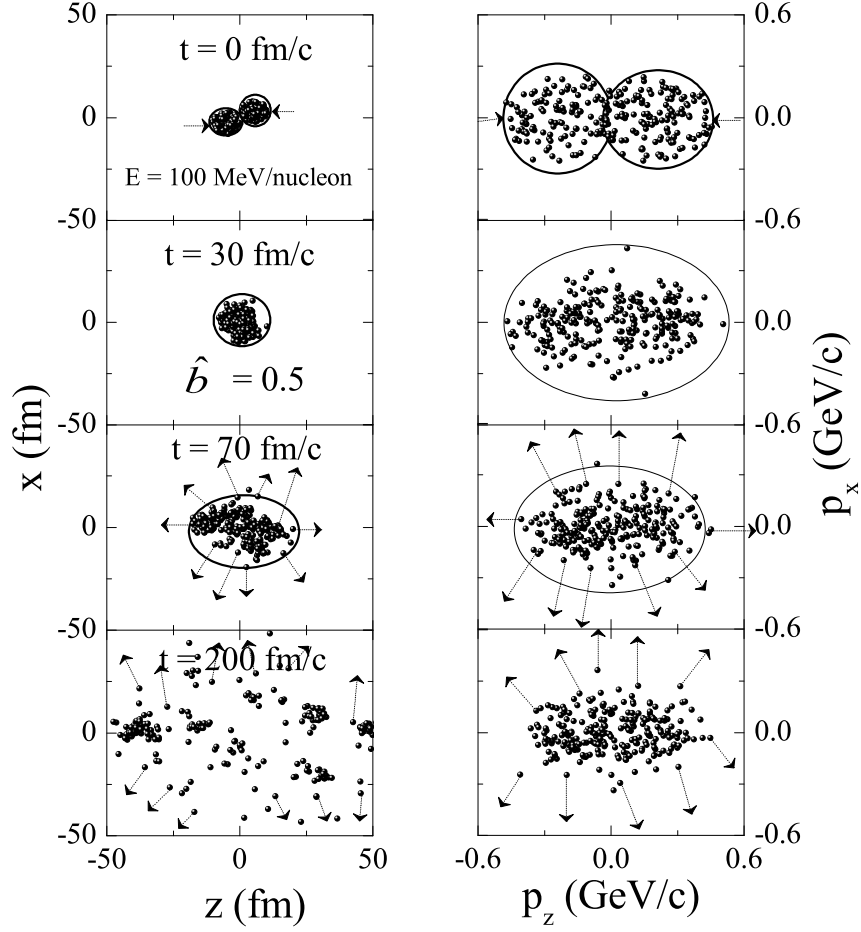 50
0.6
t = 0 fm/c
0
0.0
E = 100 MeV/nucleon
-50
-0.6
t = 30 fm/c
0
0.0
b̂ = 0.5
-50
-0.6
t = 70 fm/c
0
0.0
-50
-0.6
t = 200 fm/c
0
0.0
-50
-0.6
-50 0 50
-0.6 0.0 0.6
x (fm)
z (fm)
p_z (GeV/c)
p_x (GeV/c)